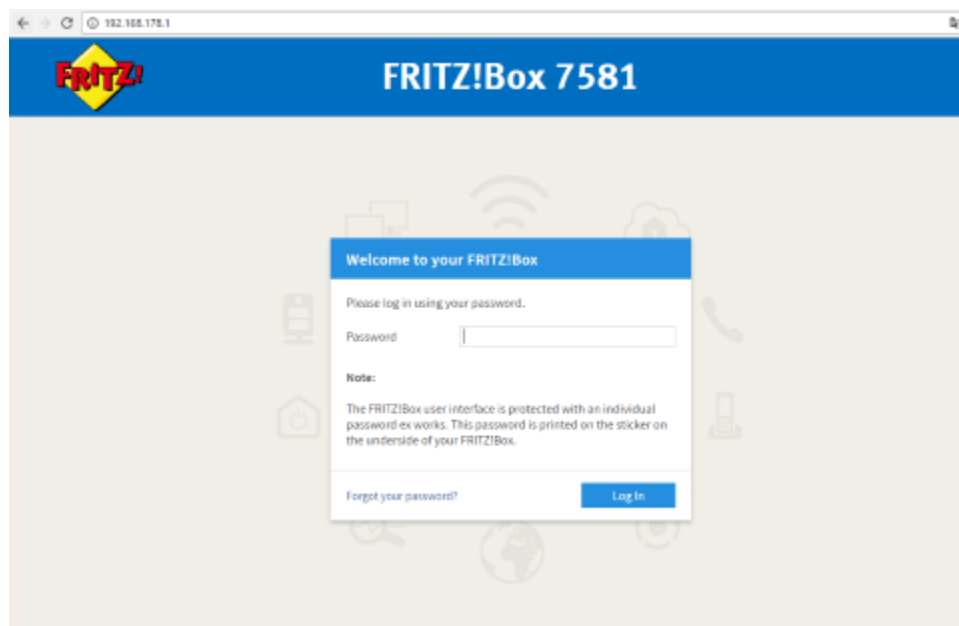 192.168.178.1
FRITZ!
FRITZ!Box 7581
Welcome to your FRITZ!Box
Please log in using your password.
Password
Note:
The FRITZ!Box user interface is protected with an individual
password ex works. This password is printed on the sticker on
the underside of your FRITZ!Box.
Forgot your password?
Log In